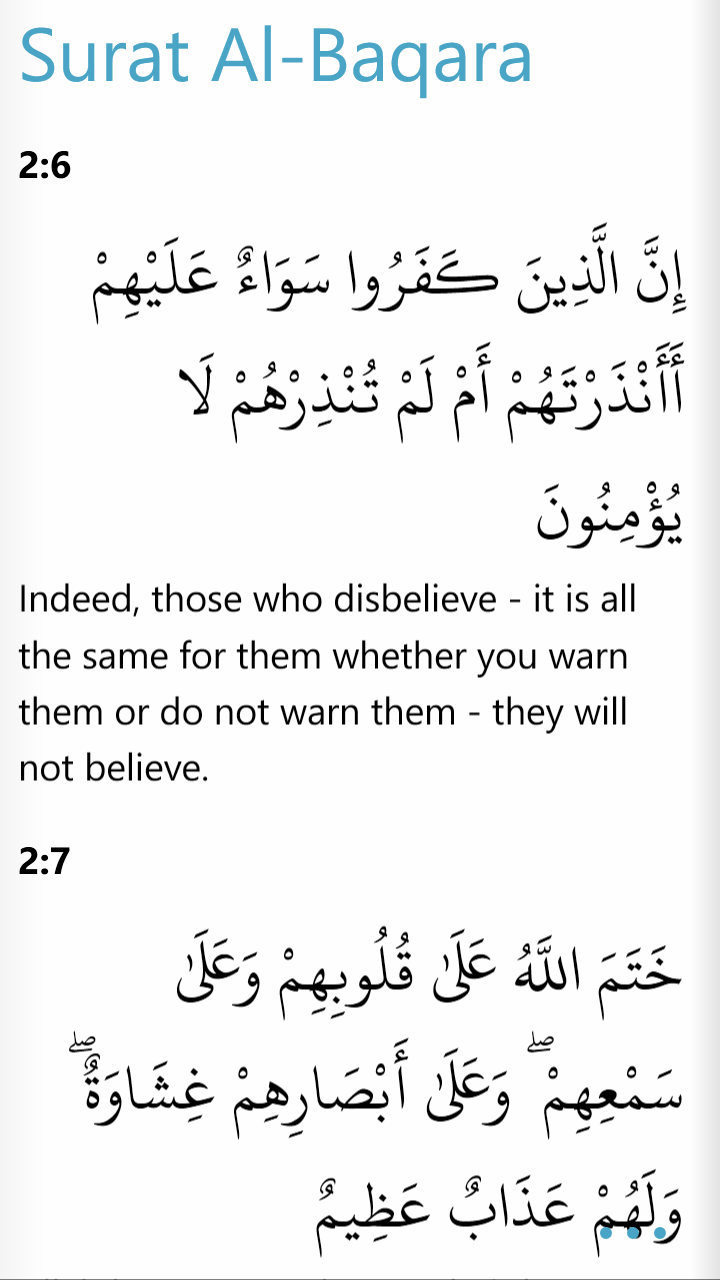 Surat Al-Baqara
2:6
إِنَّ الَّذِينَ كَفَرُوا سَوَاءٌ عَلَيْهِمْ
أَأَنْذَرْتَهُمْ أَمْ لَمْ تُنْذِرْهُمْ لَا
يُؤْمِنُونَ
Indeed, those who disbelieve - it is all
the same for them whether you warn
them or do not warn them - they will
not believe.
2:7
خَتَمَ اللَّهُ عَلَىٰ قُلُوبِهِمْ وَعَلَىٰ
سَمْعِهِمْ ۖ وَعَلَىٰ أَبْصَارِهِمْ غِشَاوَةٌ ۖ
وَلَهُمْ عَذَابٌ عَظِيمٌ